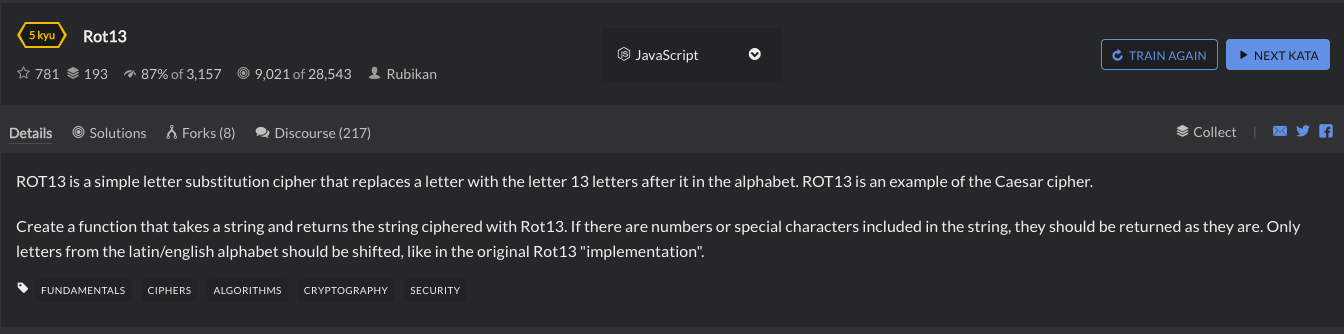 5 kyu Rot13
781 193 87% of 3,157 9,021 of 28,543 Rubikan
JavaScript
TRAIN AGAIN NEXT KATA
Details Solutions Forks (8) Discourse (217) Collect
ROT13 is a simple letter substitution cipher that replaces a letter with the letter 13 letters after it in the alphabet. ROT13 is an example of the Caesar cipher.
Create a function that takes a string and returns the string ciphered with Rot13. If there are numbers or special characters included in the string, they should be returned as they are. Only
letters from the latin/english alphabet should be shifted, like in the original Rot13 "implementation".
FUNDAMENTALS CIPHERS ALGORITHMS CRYPTOGRAPHY SECURITY